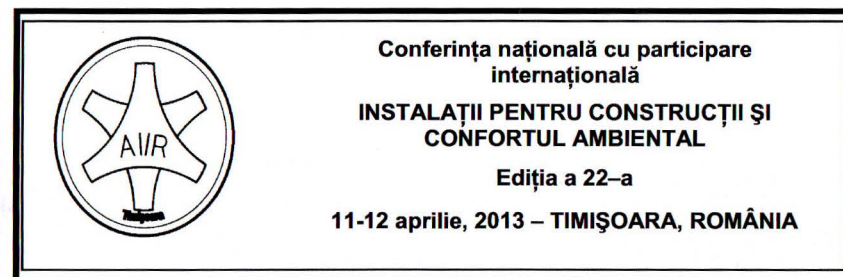 Conferința națională cu participare
internațională
INSTALAȚII PENTRU CONSTRUCȚII ŞI
CONFORTUL AMBIENTAL
Ediția a 22–a
11-12 aprilie, 2013 – TIMIŞOARA, ROMÂNIA
AIIR
Timişoara